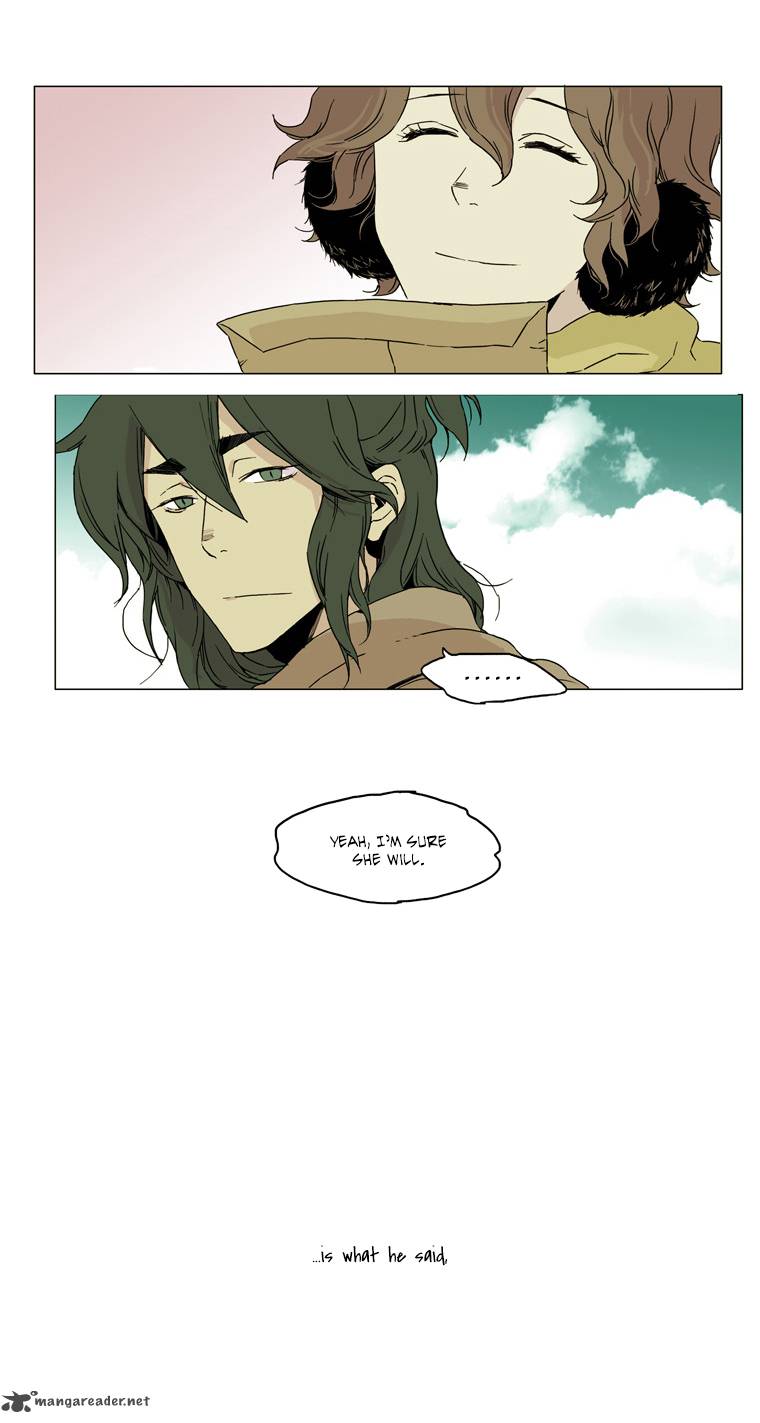 ......
YEAH, I'M SURE
SHE WILL.
...is what he said,
mangareader.net